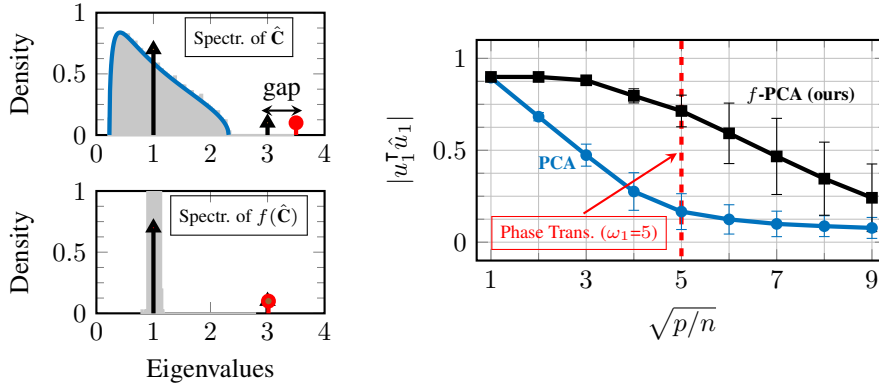 1
0.5
0
Density
Spectr. of Ĉ
gap
0 1 2 3 4
1
0.5
0
Density
Spectr. of f(Ĉ)
0 1 2 3 4
Eigenvalues
1
0.5
0
|u₁ᵀû₁|
f-PCA (ours)
PCA
Phase Trans. (ω₁=5)
1 3 5 7 9
√p/n